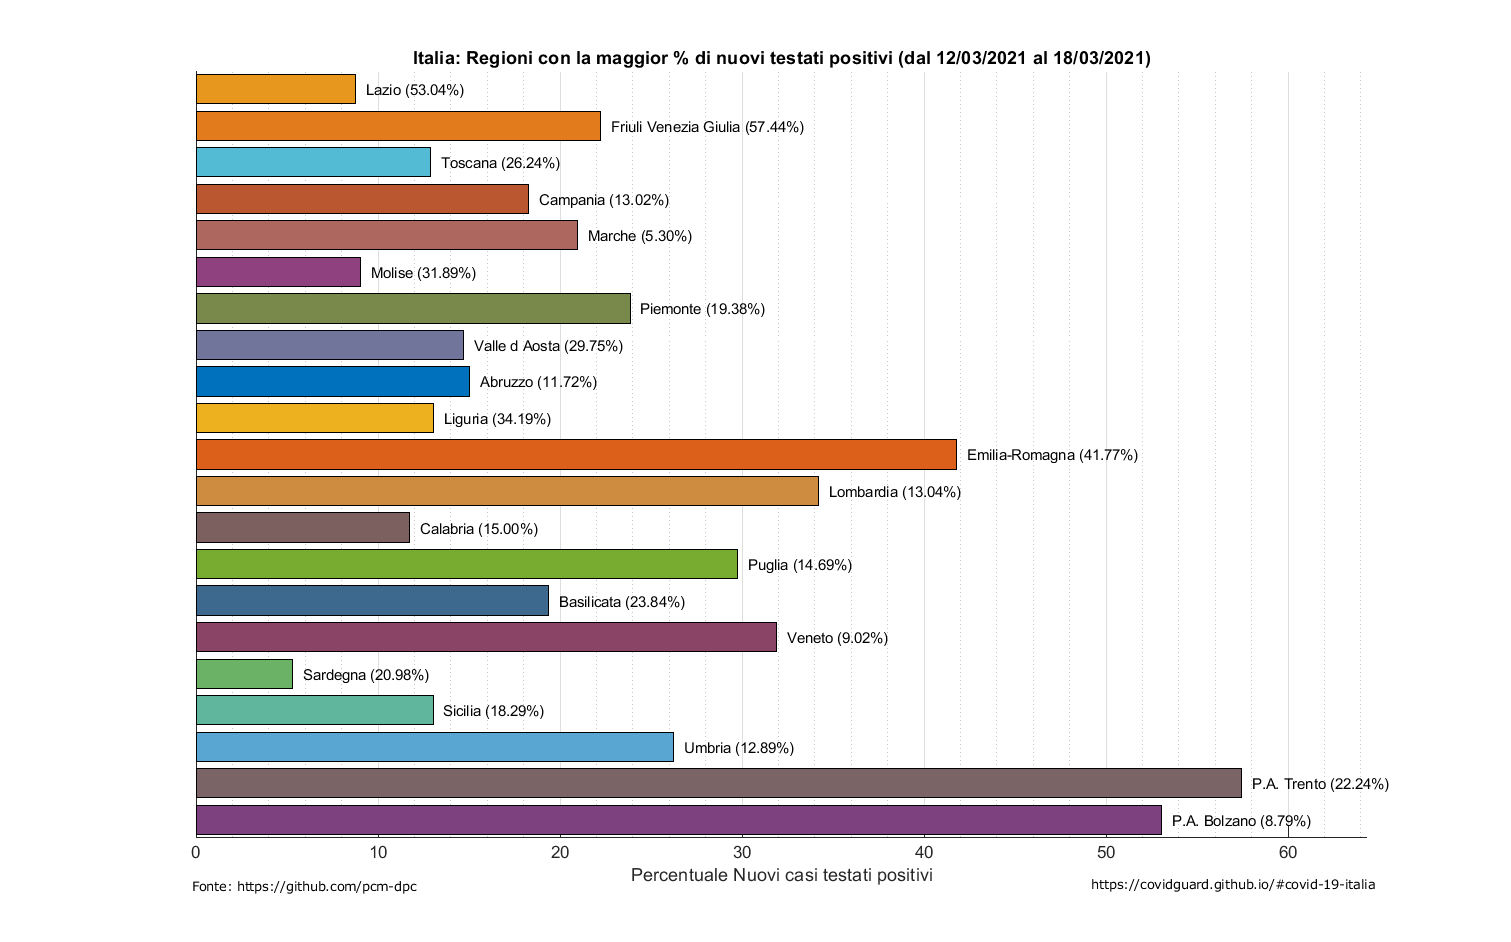 Italia: Regioni con la maggior % di nuovi testati positivi (dal 12/03/2021 al 18/03/2021)
Lazio (53.04%)
Friuli Venezia Giulia (57.44%)
Toscana (26.24%)
Campania (13.02%)
Marche (5.30%)
Molise (31.89%)
Piemonte (19.38%)
Valle d Aosta (29.75%)
Abruzzo (11.72%)
Liguria (34.19%)
Emilia-Romagna (41.77%)
Lombardia (13.04%)
Calabria (15.00%)
Puglia (14.69%)
Basilicata (23.84%)
Veneto (9.02%)
Sardegna (20.98%)
Sicilia (18.29%)
Umbria (12.89%)
P.A. Trento (22.24%)
P.A. Bolzano (8.79%)
0 10 20 30 40 50 60
Percentuale Nuovi casi testati positivi
Fonte: https://github.com/pcm-dpc
https://covidguard.github.io/#covid-19-italia